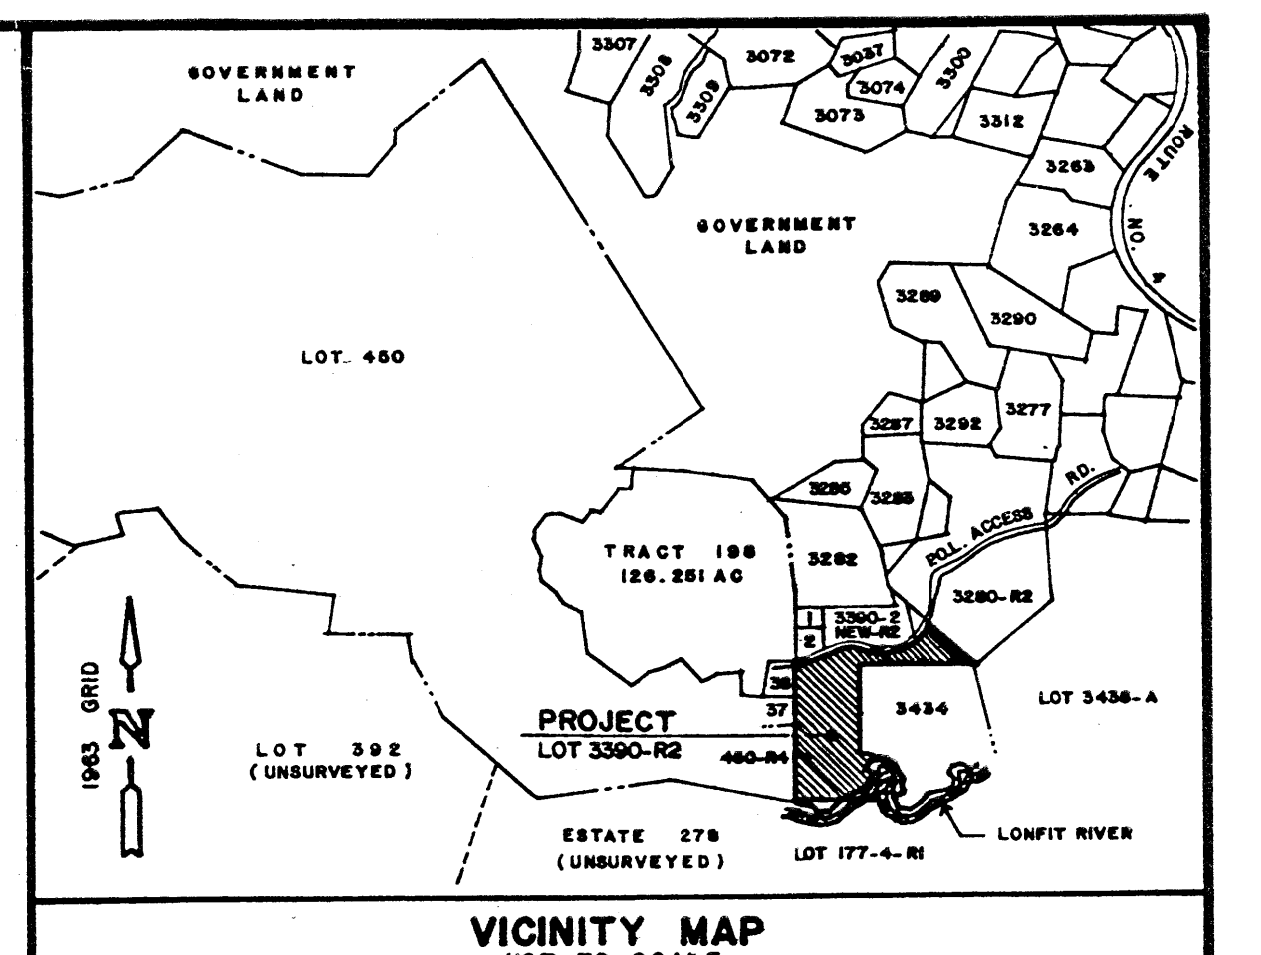 3307
3308
3309
3072
3037
3074
3073
3300
3312
GOVERNMENT
LAND
ROUTE
NO. 4
3263
3264
GOVERNMENT
LAND
3289
3290
LOT 450
3277
3287
3292
3285
3283
RD.
P.O.L. ACCESS
TRACT 198
126.251 AC
3282
3280-R2
1
3390-2
NEW-R2
2
38
37
1963 GRID
N
PROJECT
LOT 3390-R2
450-R4
3434
LOT 3436-A
LOT 392
(UNSURVEYED)
ESTATE 278
(UNSURVEYED)
LONFIT RIVER
LOT 177-4-R1
VICINITY MAP